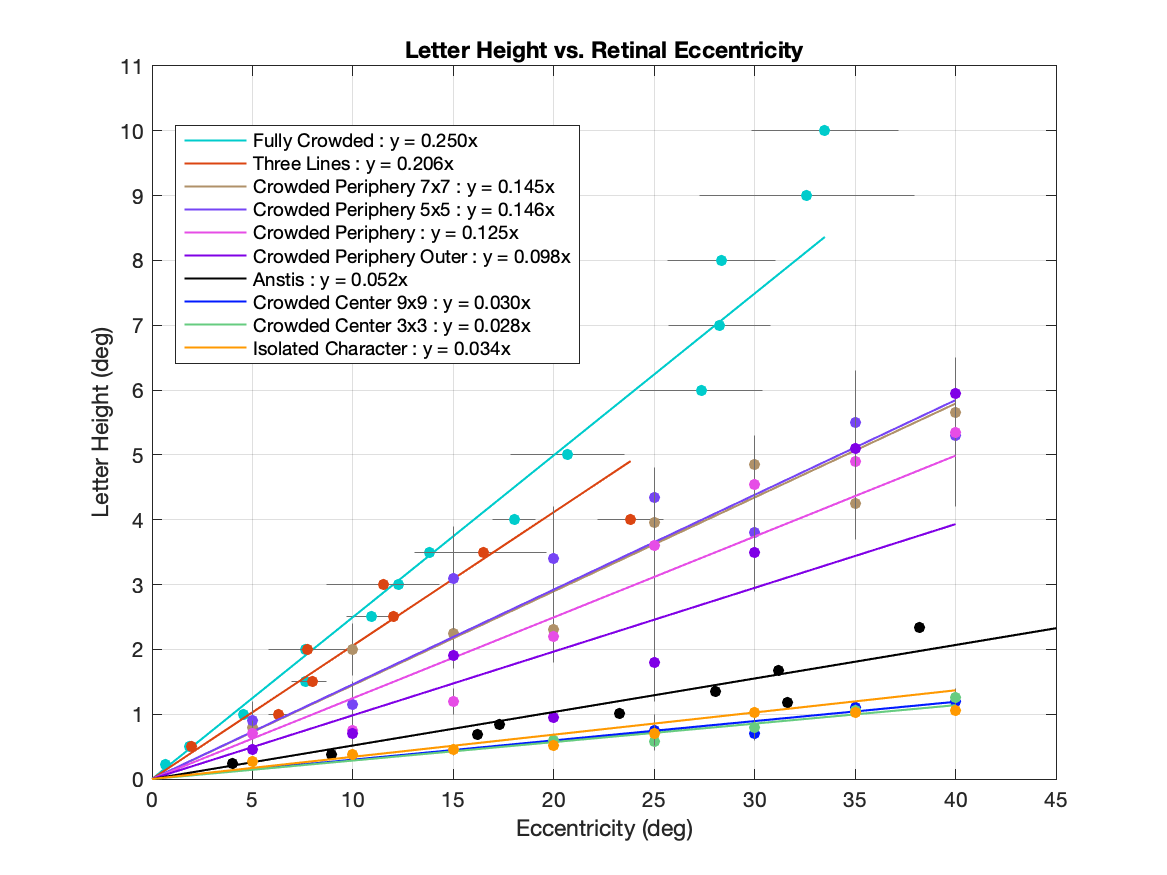 Letter Height vs. Retinal Eccentricity
11
10
9
8
7
6
5
4
3
2
1
0
Letter Height (deg)
Fully Crowded : y = 0.250x
Three Lines : y = 0.206x
Crowded Periphery 7x7 : y = 0.145x
Crowded Periphery 5x5 : y = 0.146x
Crowded Periphery : y = 0.125x
Crowded Periphery Outer : y = 0.098x
Anstis : y = 0.052x
Crowded Center 9x9 : y = 0.030x
Crowded Center 3x3 : y = 0.028x
Isolated Character : y = 0.034x
0 5 10 15 20 25 30 35 40 45
Eccentricity (deg)